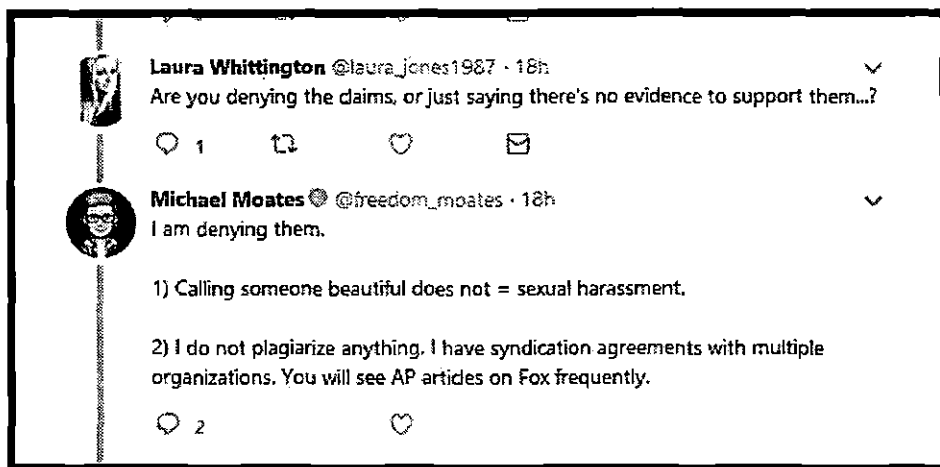 Laura Whittington @laura_jones1987 · 18h
Are you denying the claims, or just saying there's no evidence to support them...?
1
Michael Moates @freedom_moates · 18h
I am denying them.
1) Calling someone beautiful does not = sexual harassment.
2) I do not plagiarize anything. I have syndication agreements with multiple
organizations. You will see AP articles on Fox frequently.
2